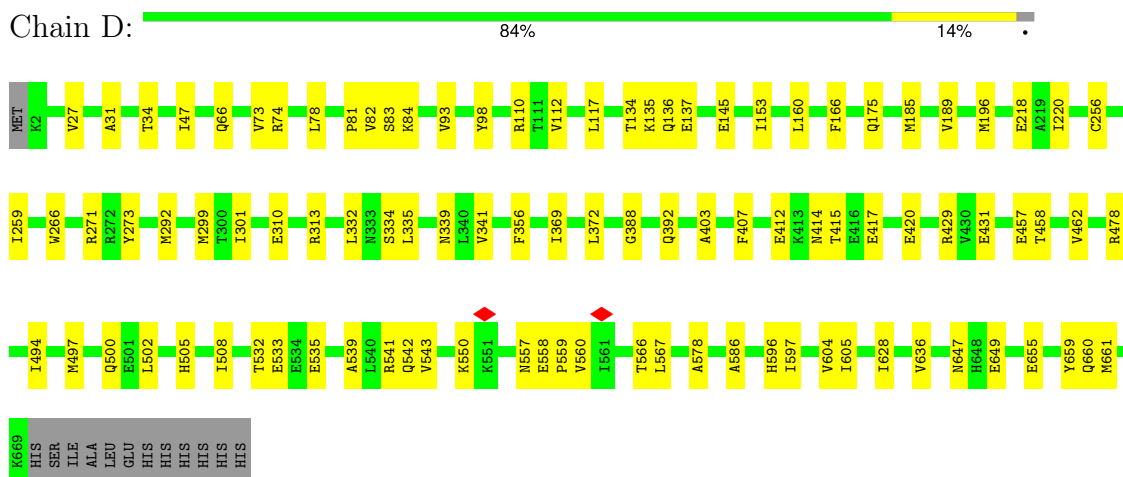 Chain D:
84% 14% •
MET K2 V27 A31 T34 I47 Q66 V73 R74 L78 P81 V82 S83 K84 V93 Y98 R110 T111 V112 L117 T134 K135 Q136 E137 E145 I153 L160 F166 Q175 M185 V189 M196 E218 A219 I220 C256
I259 W266 R271 R272 Y273 M292 M299 T300 I301 E310 R313 L332 N333 S334 L335 N339 L340 V341 F356 I369 L372 G388 Q392 A403 F407 E412 K413 N414 T415 E416 E417 E420 R429 V430 E431 E457 T458 V462 R478
I494 M497 Q500 E501 L502 H505 I508 T532 E533 E534 E535 A539 L540 R541 Q542 V543 K550 K551 N557 E558 P559 V560 I561 T566 L567 A578 A586 H596 I597 V604 I605 I628 V636 N647 H648 E649 E655 Y659 Q660 M661
K669 HIS SER ILE ALA LEU GLU HIS HIS HIS HIS HIS HIS